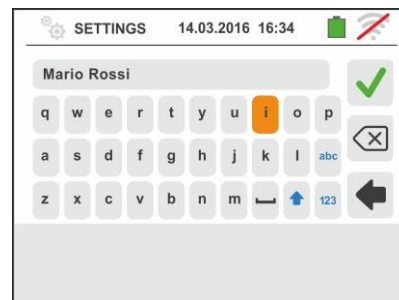 SETTINGS 14.03.2016 16:34
Mario Rossi
q w e r t y u i o p
a s d f g h j k l abc
z x c v b n m 123